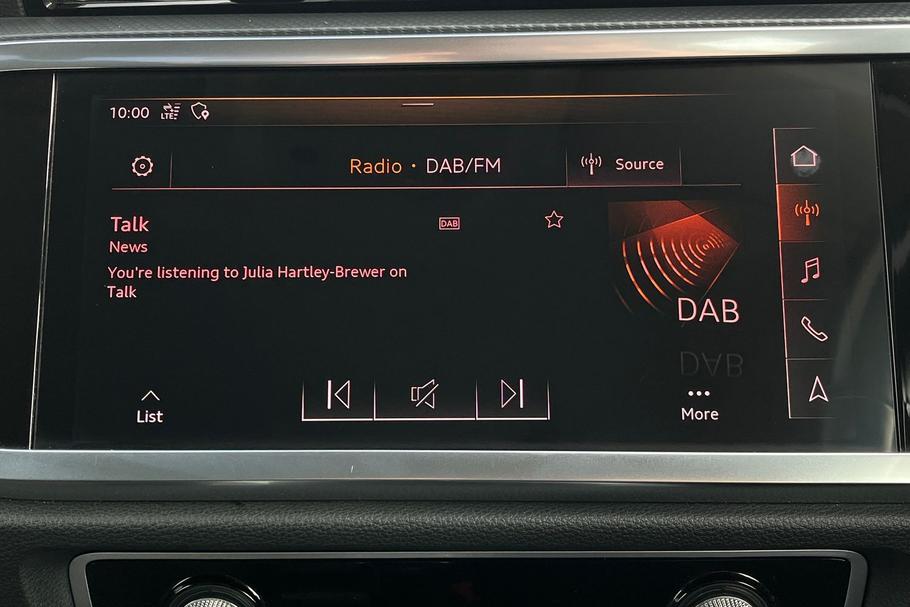 10:00 LTE
Radio • DAB/FM
Source
Talk
DAB
News
You're listening to Julia Hartley-Brewer on
Talk
DAB
List
More